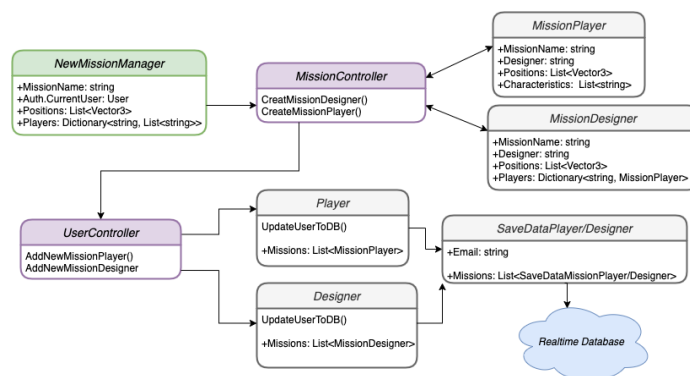 NewMissionManager
+MissionName: string
+Auth.CurrentUser: User
+Positions: List<Vector3>
+Players: Dictionary<string, List<string>>
MissionController
CreatMissionDesigner()
CreateMissionPlayer()
MissionPlayer
+MissionName: string
+Designer: string
+Positions: List<Vector3>
+Characteristics: List<string>
MissionDesigner
+MissionName: string
+Designer: string
+Positions: List<Vector3>
+Players: Dictionary<string, MissionPlayer>
UserController
AddNewMissionPlayer()
AddNewMissionDesigner
Player
UpdateUserToDB()
+Missions: List<MissionPlayer>
Designer
UpdateUserToDB()
+Missions: List<MissionDesigner>
SaveDataPlayer/Designer
+Email: string
+Missions: List<SaveDataMissionPlayer/Designer>
Realtime Database